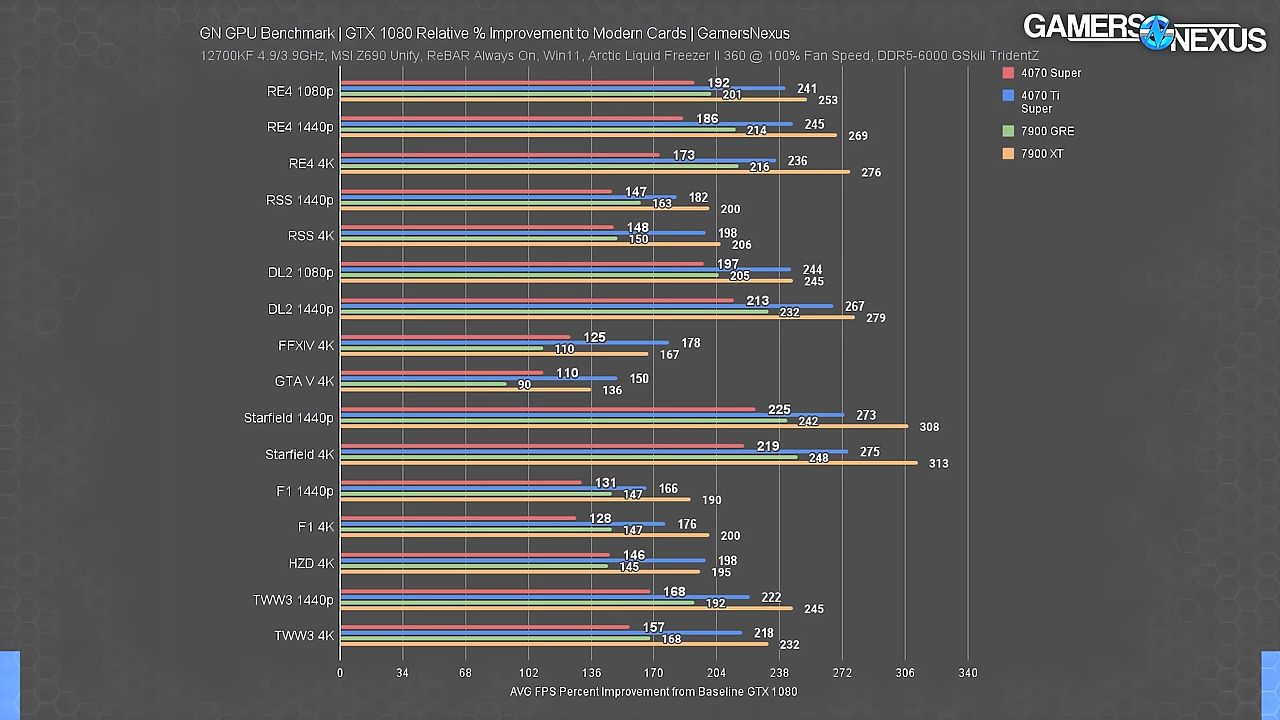 GN GPU Benchmark | GTX 1080 Relative % Improvement to Modern Cards | GamersNexus
GAMERS NEXUS
12700KF 4.9/3.9GHz, MSI Z690 Unify, ReBAR Always On, Win11, Arctic Liquid Freezer II 360 @ 100% Fan Speed, DDR5-6000 GSkill TridentZ
4070 Super
4070 Ti
Super
7900 GRE
7900 XT
RE4 1080p 192 241 201 253
RE4 1440p 186 245 214 269
RE4 4K 173 236 216 276
RSS 1440p 147 182 163 200
RSS 4K 148 198 150 206
DL2 1080p 197 244 205 245
DL2 1440p 213 267 232 279
FFXIV 4K 125 178 110 167
GTA V 4K 110 150 90 136
Starfield 1440p 225 273 242 308
Starfield 4K 219 275 248 313
F1 1440p 131 166 147 190
F1 4K 128 176 147 200
HZD 4K 146 198 145 195
TWW3 1440p 168 222 192 245
TWW3 4K 157 218 168 232
0 34 68 102 136 170 204 238 272 306 340
AVG FPS Percent Improvement from Baseline GTX 1080